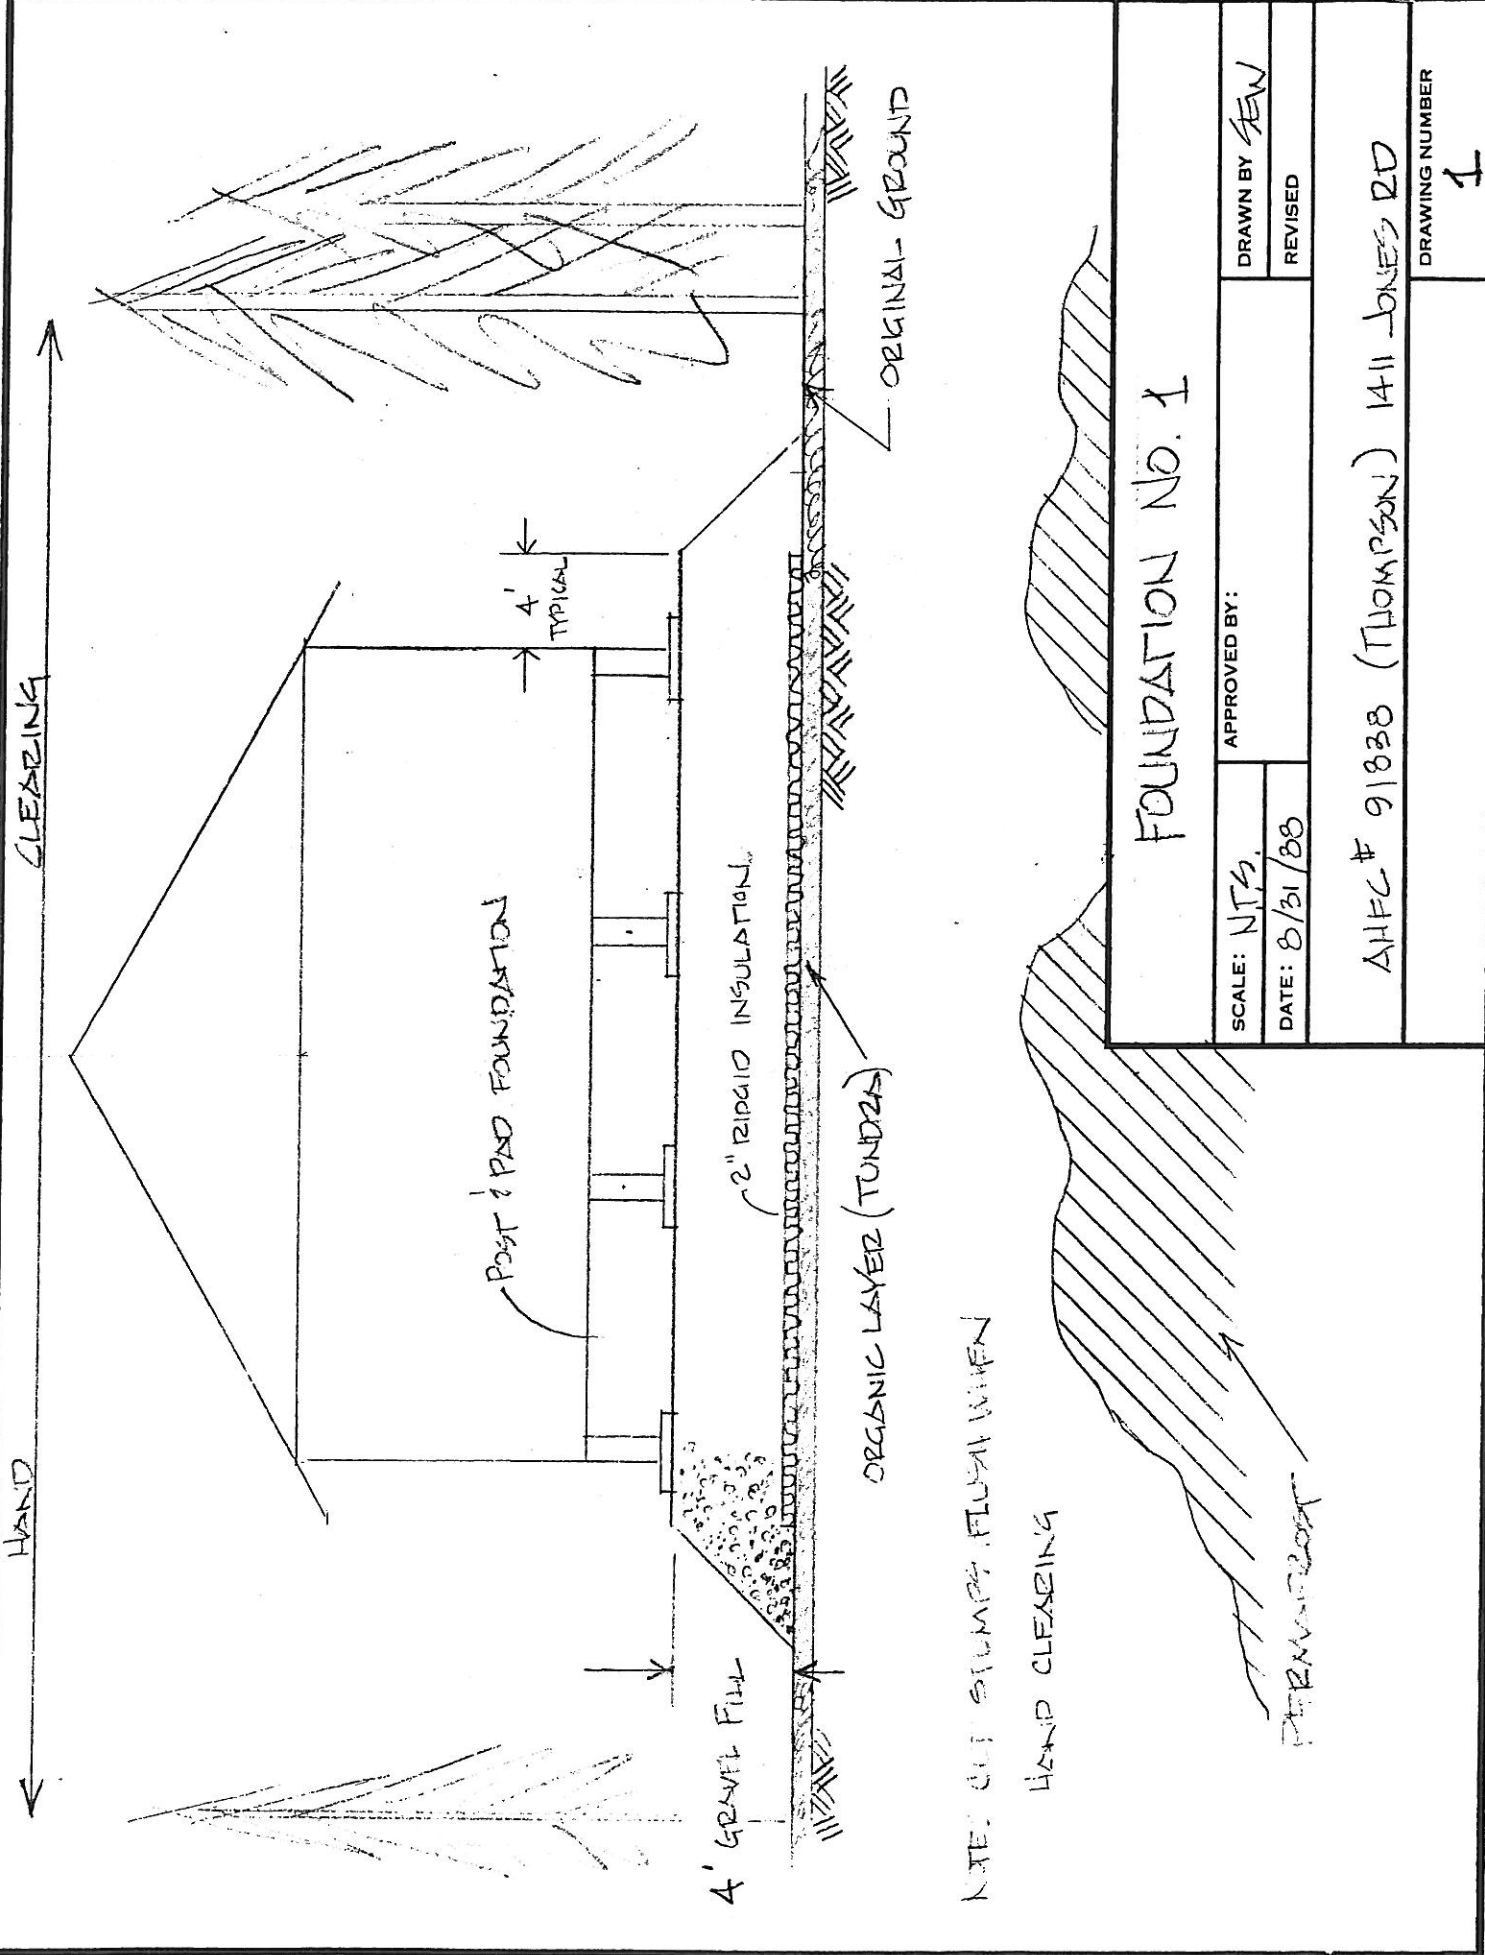 HAND CLEARING
4' TYPICAL
POST & PAD FOUNDATION
2" RIDGID INSULATION
4' GRAVEL FILL
ORIGINAL GROUND
ORGANIC LAYER (TUNDRA)
NOTE: CUT STUMPS FLUSH WHEN
HAND CLEARING
PERMAFROST
FOUNDATION No. 1
SCALE: NTS.
APPROVED BY:
DRAWN BY SEW
DATE: 8/31/88
REVISED
AHFC# 91838 (THOMPSON) 1411 JONES RD
DRAWING NUMBER
1